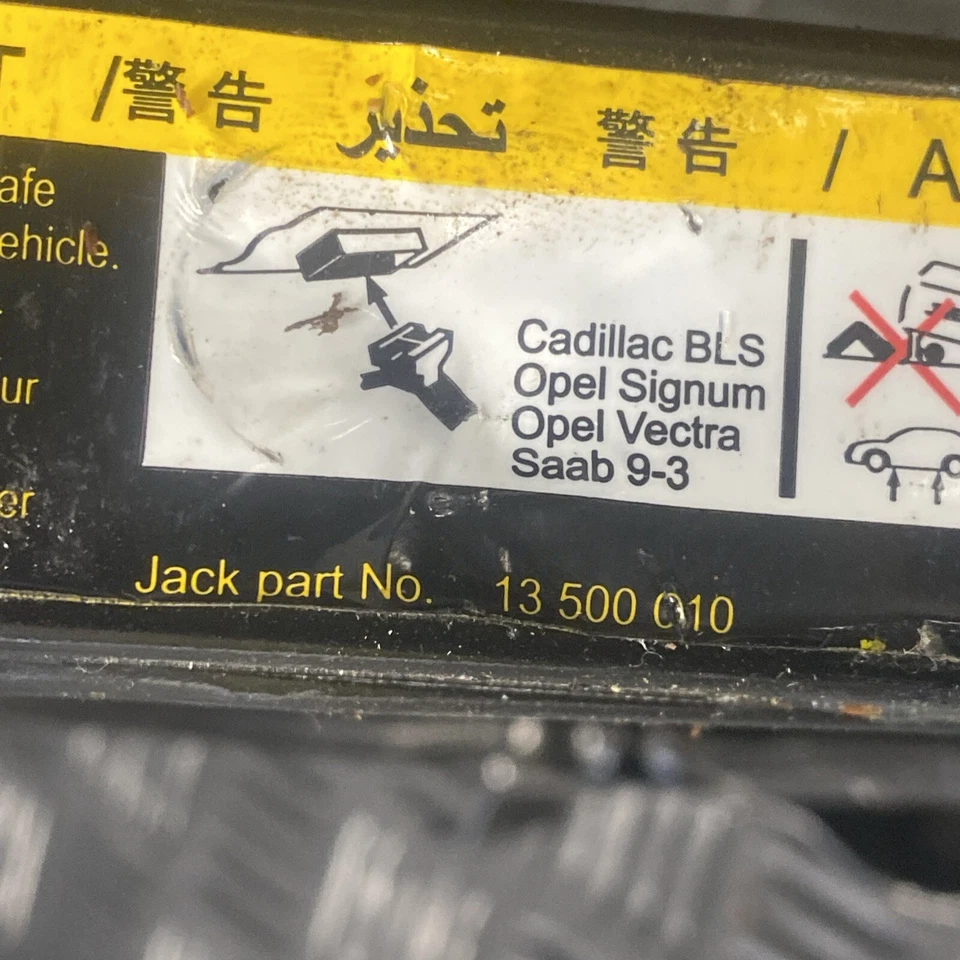 /警告 تحذير 警告 / A
afe
ehicle.
ur
er
Cadillac BLS
Opel Signum
Opel Vectra
Saab 9-3
Jack part No. 13 500 010